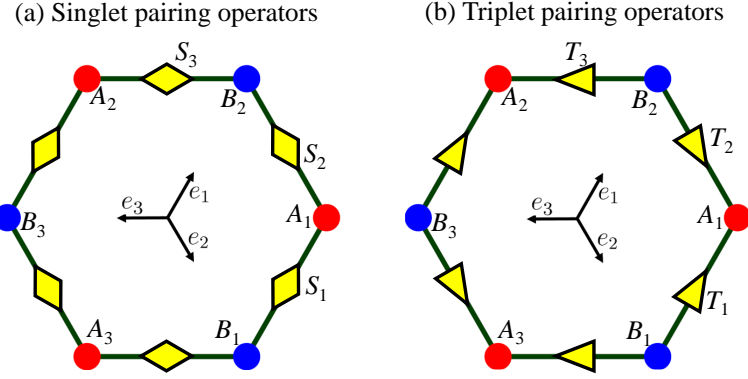 (a) Singlet pairing operators
S₃
A₂
B₂
S₂
e₁
e₃
e₂
B₃
A₁
S₁
A₃
B₁
(b) Triplet pairing operators
T₃
A₂
B₂
T₂
e₁
e₃
e₂
B₃
A₁
T₁
A₃
B₁